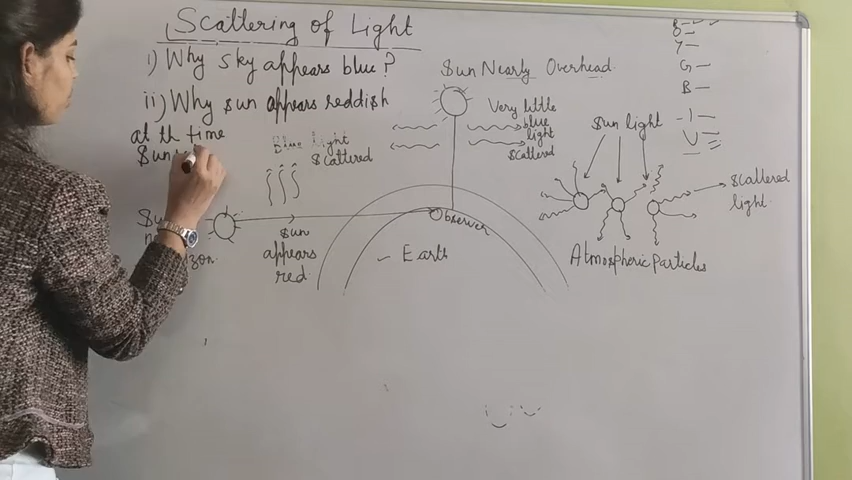 Scattering of Light
i) Why Sky appears blue?
ii) Why sun appears reddish
at th time
Blue light
scattered
Sun Nearly Overhead
Very little
blue
light
scattered
Sun
appears
red
Observer
Earth
Sun light
Scattered
light
Atmospheric Particles
Y -
G -
B -
I -
V -